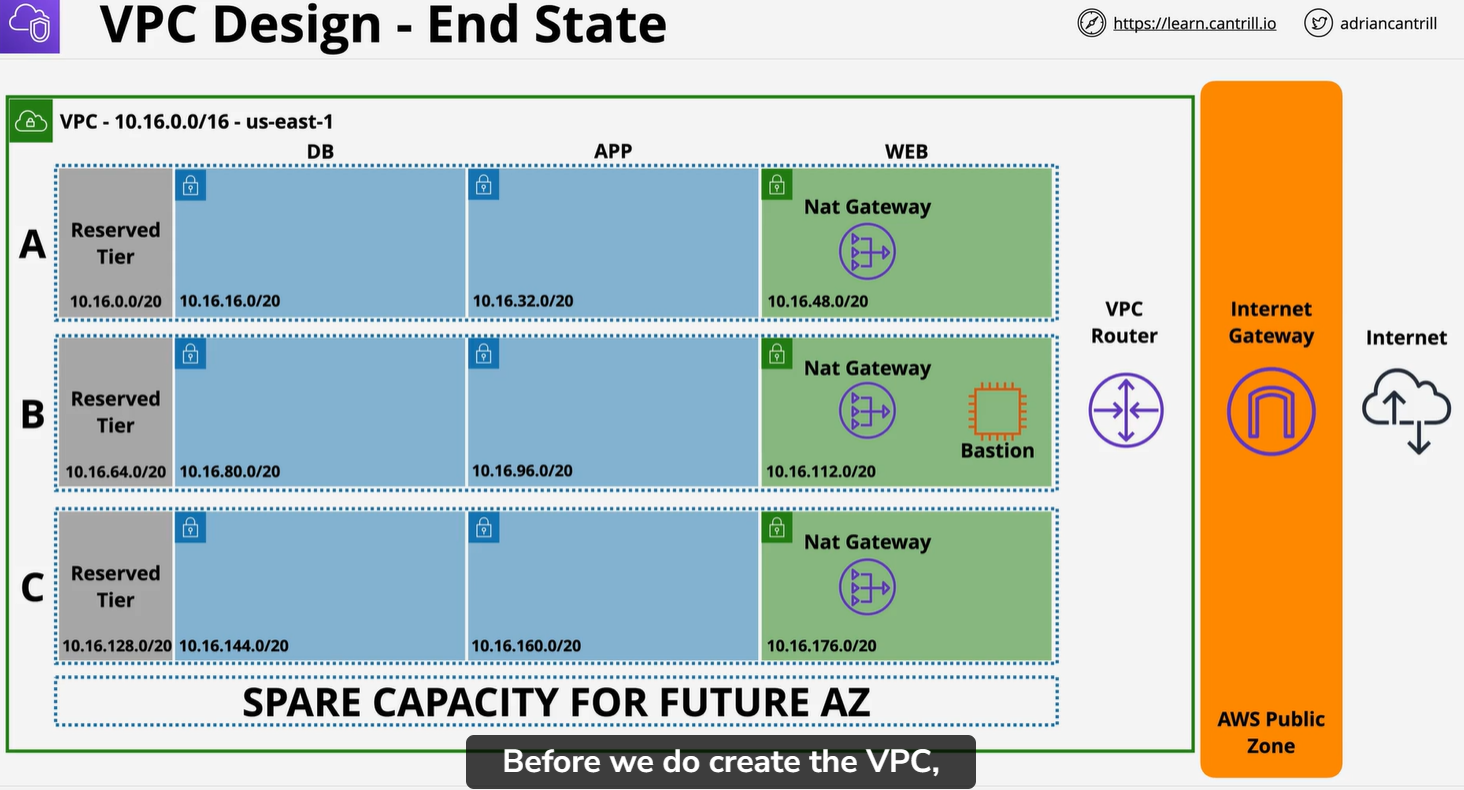 VPC Design - End State
https://learn.cantrill.io
adriancantrill
VPC - 10.16.0.0/16 - us-east-1
DB
APP
WEB
A
Reserved
Tier
10.16.0.0/20
10.16.16.0/20
10.16.32.0/20
Nat Gateway
10.16.48.0/20
B
Reserved
Tier
10.16.64.0/20
10.16.80.0/20
10.16.96.0/20
Nat Gateway
Bastion
10.16.112.0/20
C
Reserved
Tier
10.16.128.0/20
10.16.144.0/20
10.16.160.0/20
Nat Gateway
10.16.176.0/20
SPARE CAPACITY FOR FUTURE AZ
VPC
Router
Internet
Gateway
AWS Public
Zone
Internet
Before we do create the VPC,